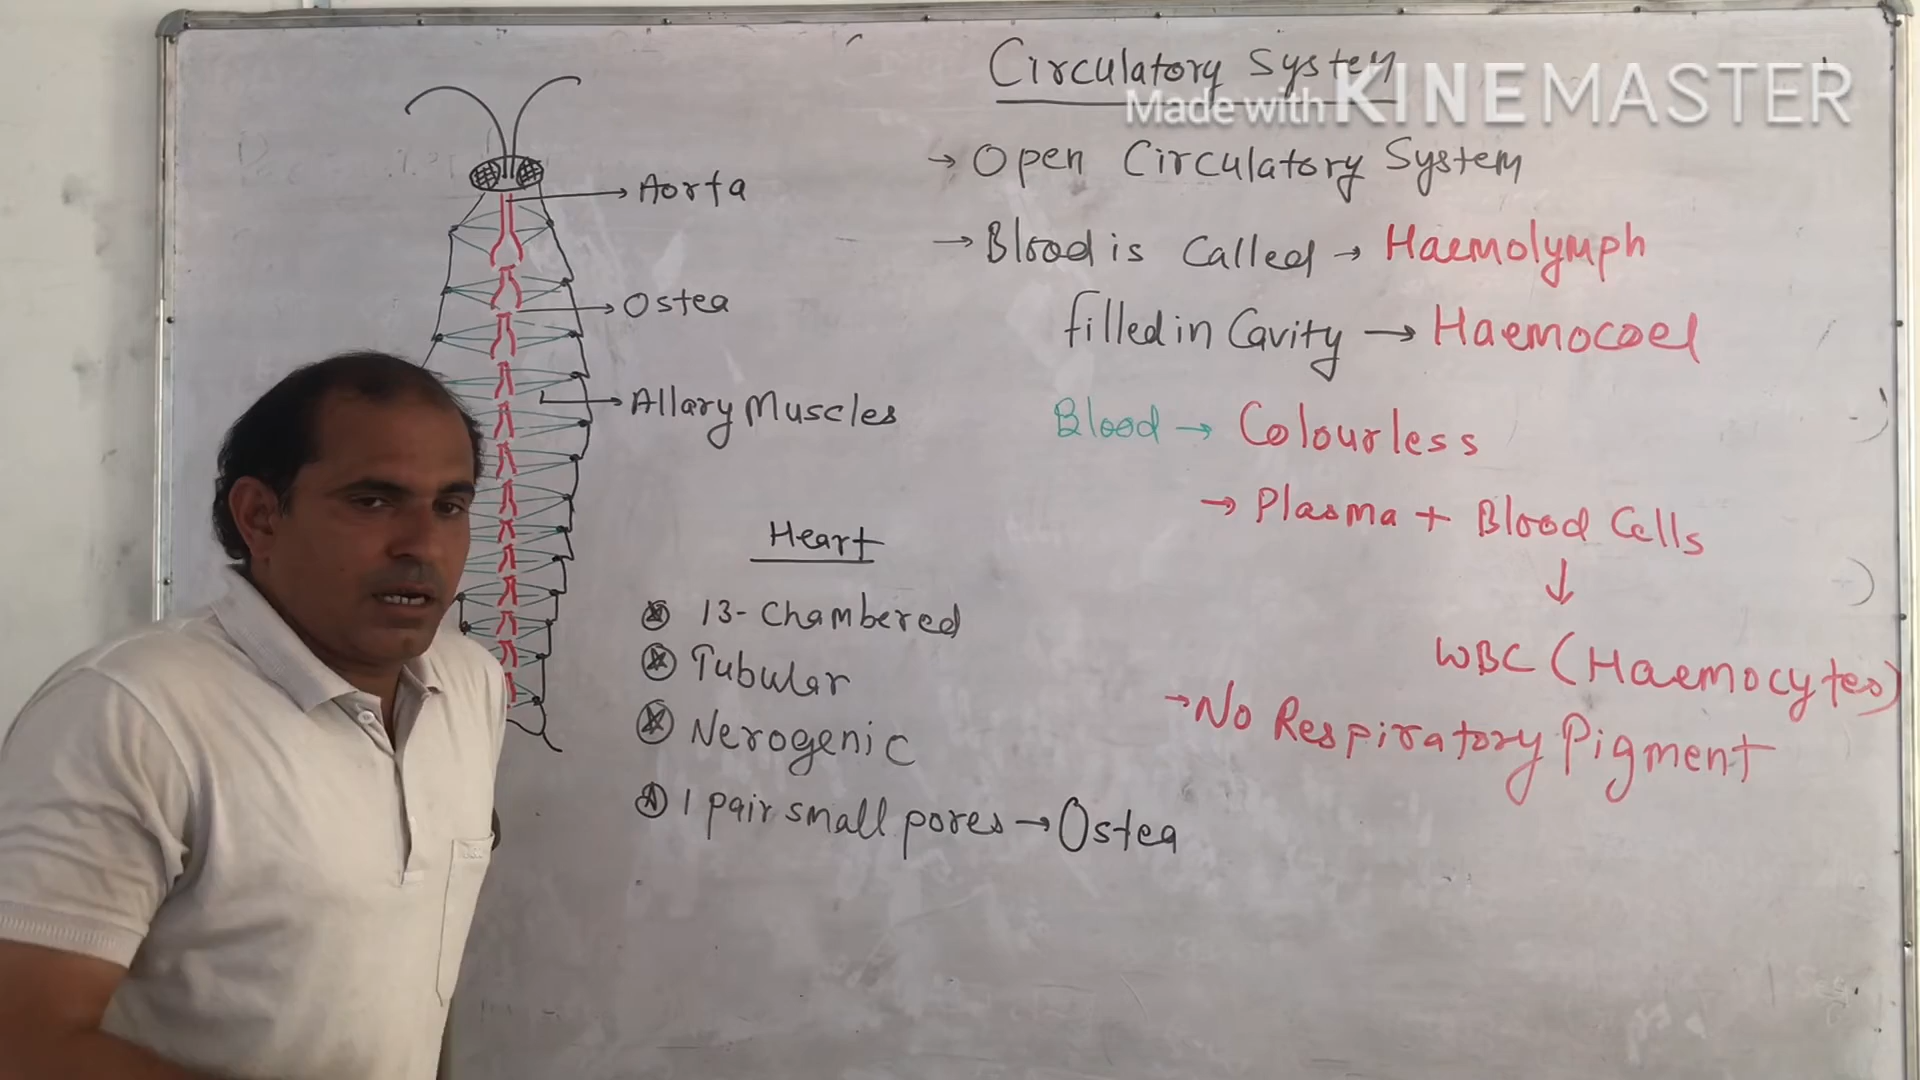 Circulatory System
Made with KINEMASTER
→ Open Circulatory System
→ Blood is Called → Haemolymph
filled in Cavity → Haemocoel
Blood → Colourless
→ Plasma + Blood Cells
↓
WBC (Haemocytes)
→ No Respiratory Pigment
→ Aorta
→ Ostea
→ Allary Muscles
Heart
13-Chambered
Tubular
Nerogenic
1 pair small pores → Ostea